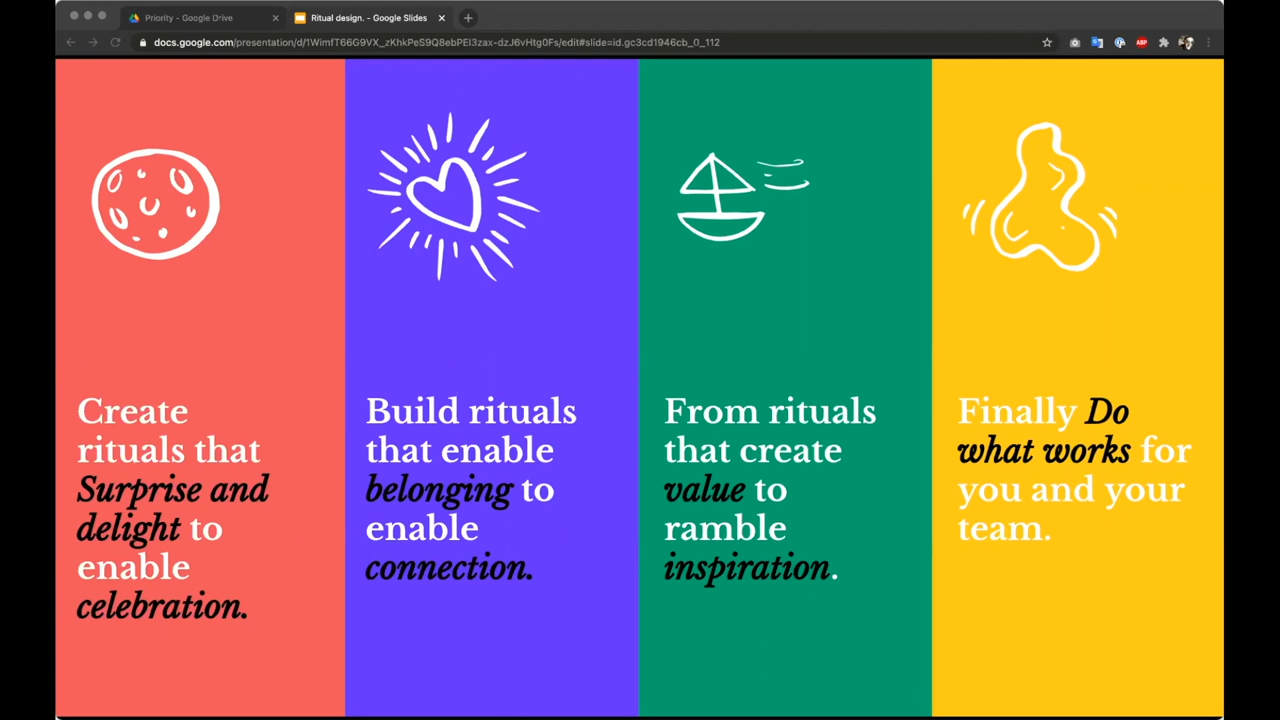 Priority - Google Drive
Ritual design. - Google Slides
docs.google.com/presentation/d/1WimfT66G9VX_zKhkPeS9Q8ebPEI3zax-dzJ6vHtg0Fs/edit#slide=id.gc3cd1946cb_0_112
ABP
Create
rituals that
Surprise and
delight to
enable
celebration.
Build rituals
that enable
belonging to
enable
connection.
From rituals
that create
value to
ramble
inspiration.
Finally Do
what works for
you and your
team.